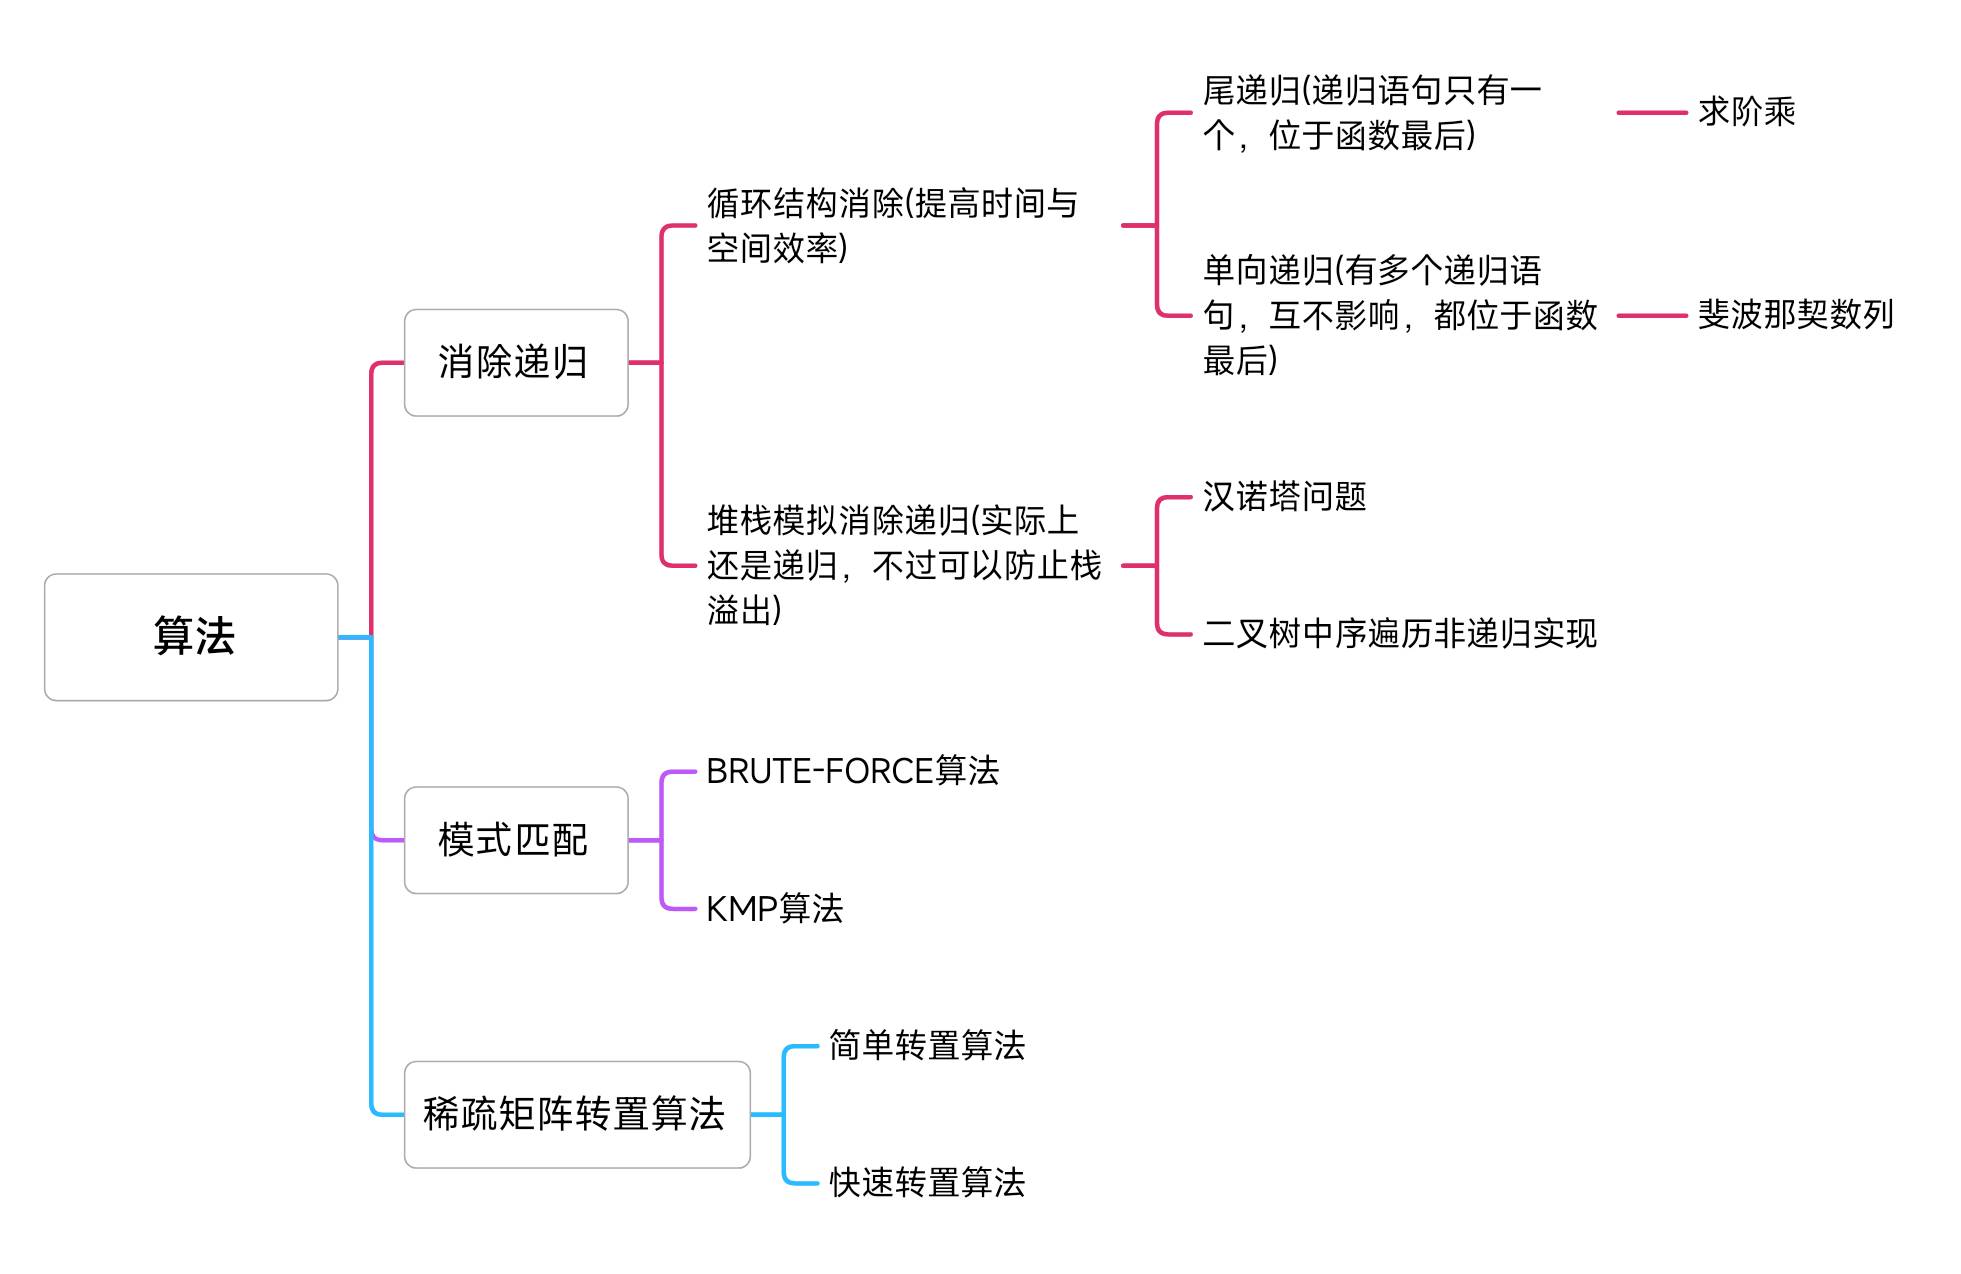 算法
消除递归
循环结构消除(提高时间与
空间效率)
尾递归(递归语句只有一
个，位于函数最后)
求阶乘
单向递归(有多个递归语
句，互不影响，都位于函数
最后)
斐波那契数列
堆栈模拟消除递归(实际上
还是递归，不过可以防止栈
溢出)
汉诺塔问题
二叉树中序遍历非递归实现
模式匹配
BRUTE-FORCE算法
KMP算法
稀疏矩阵转置算法
简单转置算法
快速转置算法